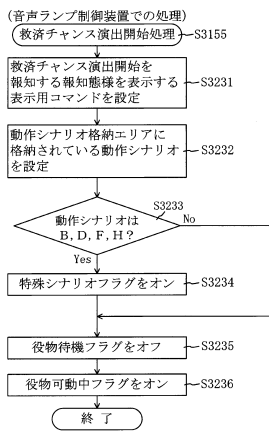 (音声ランプ制御装置での処理)
救済チャンス演出開始処理
S3155
救済チャンス演出開始を
報知する報知態様を表示する
表示用コマンドを設定
S3231
動作シナリオ格納エリアに
格納されている動作シナリオ
を設定
S3232
S3233
動作シナリオは
B,D,F,H?
No
Yes
特殊シナリオフラグをオン
S3234
役物待機フラグをオフ
S3235
役物可動中フラグをオン
S3236
終了